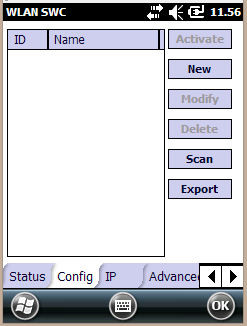 WLAN SWC 11.56
ID Name
Activate
New
Modify
Delete
Scan
Export
Status Config IP Advance
OK